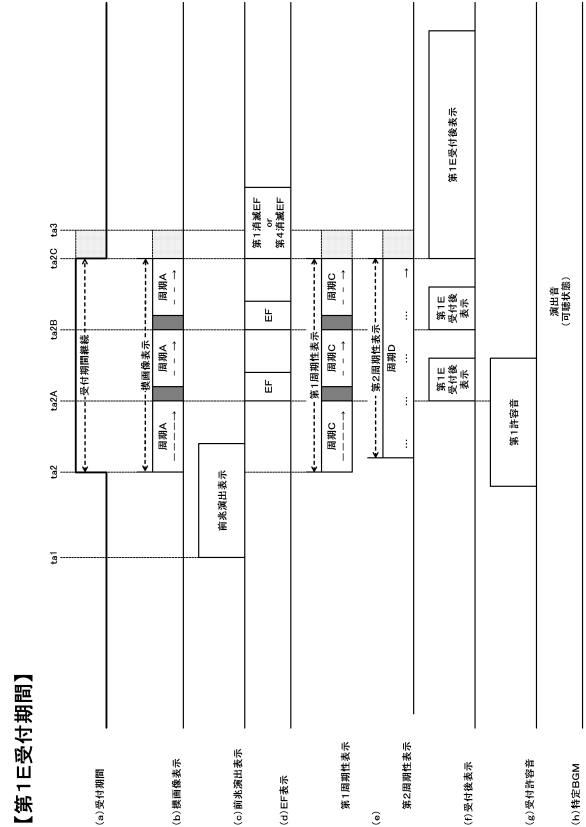 【第1E受付期間】
ta1
ta2
ta2A
ta2B
ta2C
ta3
(a)受付期間
受付期間継続
(b)操画像表示
操画像表示
周期A
周期A
周期A
(c)前兆演出表示
前兆演出表示
(d)EF表示
EF
EF
第1消滅EF
or
第4消滅EF
(e)
第1周期性表示
第1周期性表示
周期C
周期C
周期C
第2周期性表示
第2周期性表示
周期D
… … … … →
(f)受付後表示
第1E
受付後
表示
第1E
受付後
表示
第1E受付後表示
(g)受付許容音
第1許容音
(h)特定BGM
演出音
(可聴状態)